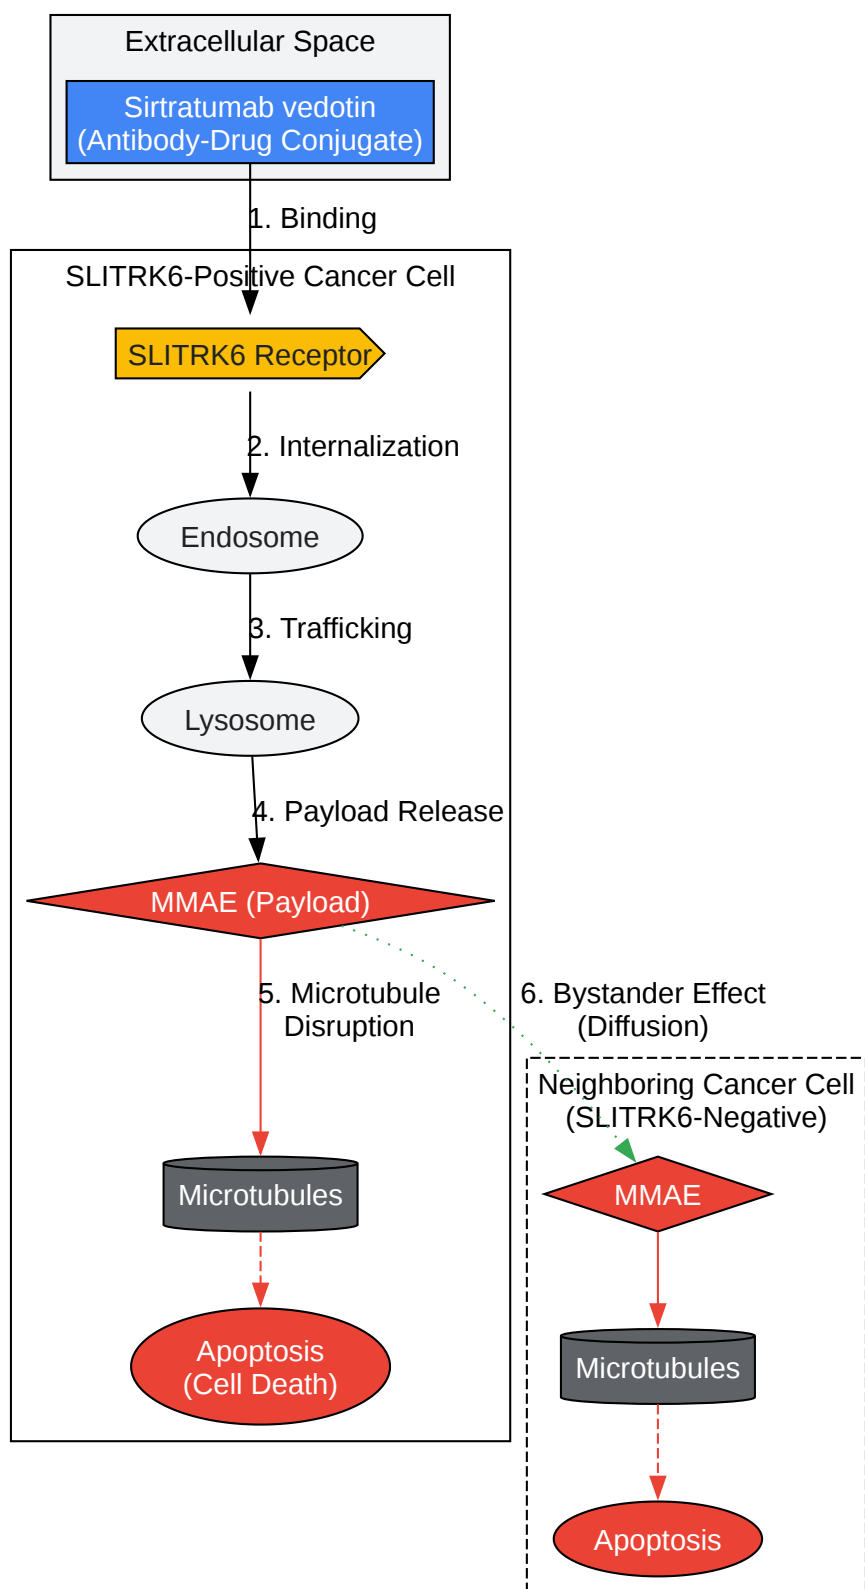 Extracellular Space
Sirtratumab vedotin
(Antibody-Drug Conjugate)
1. Binding
SLITRK6-Positive Cancer Cell
SLITRK6 Receptor
2. Internalization
Endosome
3. Trafficking
Lysosome
4. Payload Release
MMAE (Payload)
5. Microtubule
Disruption
6. Bystander Effect
(Diffusion)
Neighboring Cancer Cell
(SLITRK6-Negative)
Microtubules
MMAE
Apoptosis
(Cell Death)
Microtubules
Apoptosis